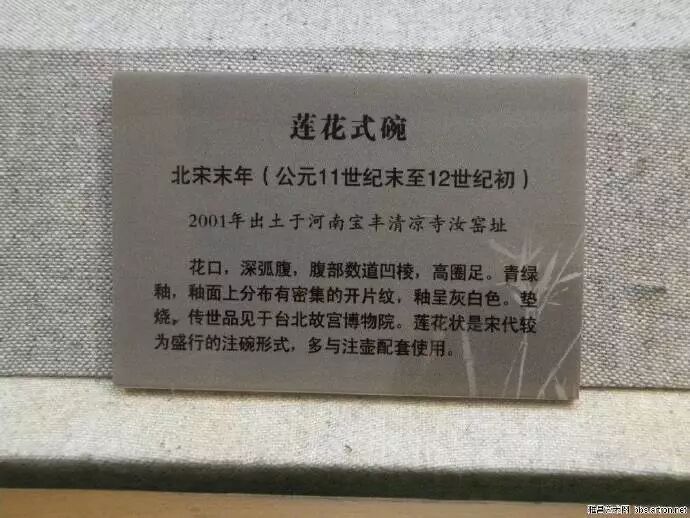 莲花式碗
北宋末年（公元11世纪末至12世纪初）
2001年出土于河南宝丰清凉寺汝窑址
花口，深弧腹，腹部数道凹棱，高圈足。青绿
釉，釉面上分布有密集的开片纹，釉呈灰白色。垫
烧，传世品见于台北故宫博物院。莲花状是宋代较
为盛行的注碗形式，多与注壶配套使用。